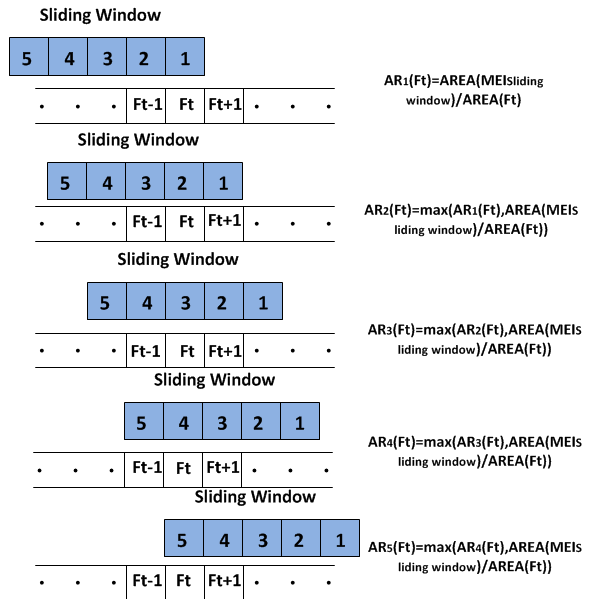 Sliding Window
5 4 3 2 1
. . . Ft-1 Ft Ft+1 . . .
AR1(Ft)=AREA(MEISliding
window)/AREA(Ft)
Sliding Window
5 4 3 2 1
. . . Ft-1 Ft Ft+1 . . .
AR2(Ft)=max(AR1(Ft),AREA(MEIS
liding window)/AREA(Ft))
Sliding Window
5 4 3 2 1
. . . Ft-1 Ft Ft+1 . . .
AR3(Ft)=max(AR2(Ft),AREA(MEIS
liding window)/AREA(Ft))
Sliding Window
5 4 3 2 1
. . . Ft-1 Ft Ft+1 . . .
AR4(Ft)=max(AR3(Ft),AREA(MEIS
liding window)/AREA(Ft))
Sliding Window
5 4 3 2 1
. . . Ft-1 Ft Ft+1 . . .
AR5(Ft)=max(AR4(Ft),AREA(MEIS
liding window)/AREA(Ft))